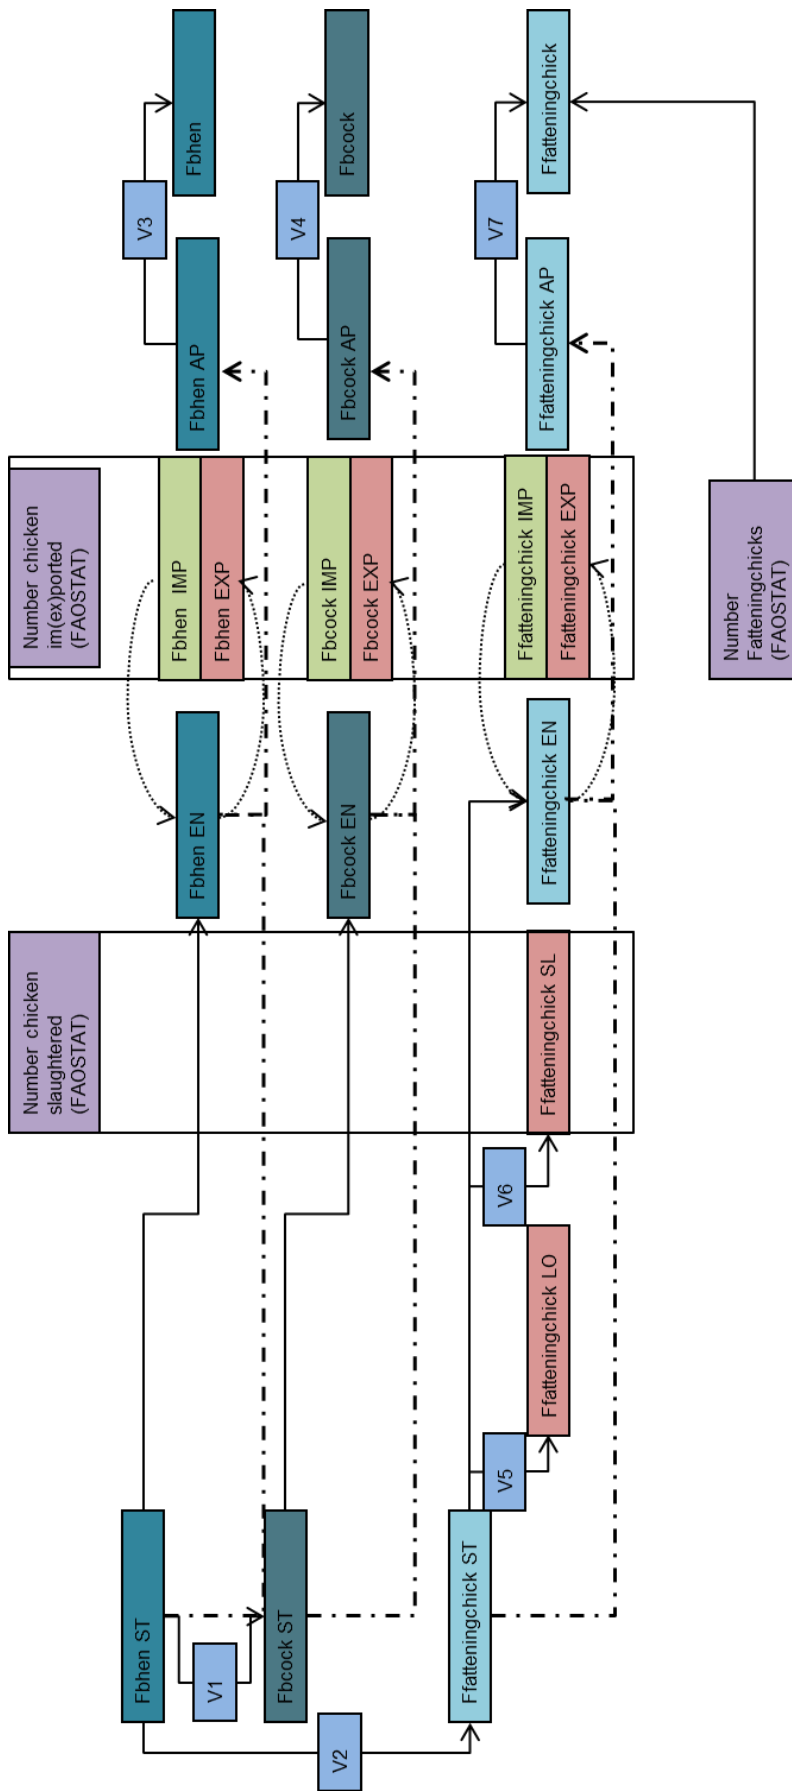 Number chicken
slaughtered
(FAOSTAT)
Number chicken
im(ex)ported
(FAOSTAT)
Fbhen ST
Fbhen EN
Fbhen IMP
Fbhen EXP
Fbhen AP
V3
Fbhen
V1
V2
Fbcock ST
Fbcock EN
Fbcock IMP
Fbcock EXP
Fbcock AP
V4
Fbcock
Ffatteningchick ST
V5
Ffatteningchick LO
V6
Ffatteningchick SL
Ffatteningchick EN
Ffatteningchick IMP
Ffatteningchick EXP
Ffatteningchick AP
V7
Ffatteningchick
Number
Fatteningchicks
(FAOSTAT)